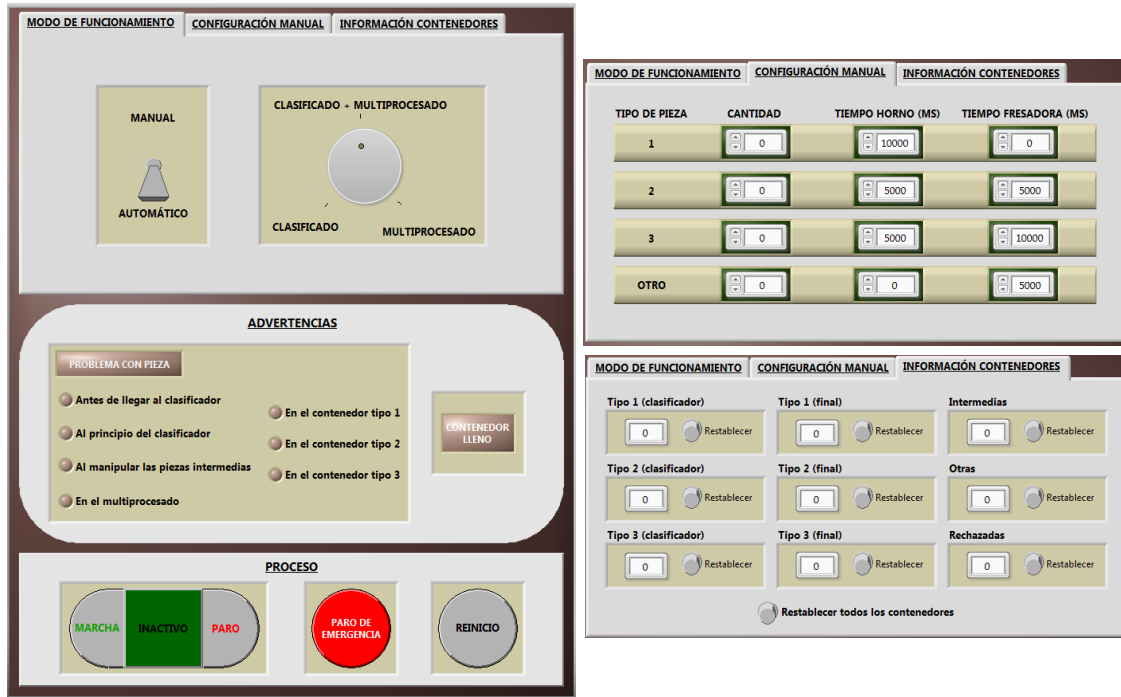 MODO DE FUNCIONAMIENTO CONFIGURACIÓN MANUAL INFORMACIÓN CONTENEDORES
MANUAL
AUTOMÁTICO
CLASIFICADO + MULTIPROCESADO
CLASIFICADO
MULTIPROCESADO
ADVERTENCIAS
PROBLEMA CON PIEZA
Antes de llegar al clasificador
Al principio del clasificador
Al manipular las piezas intermedias
En el multiprocesado
En el contenedor tipo 1
En el contenedor tipo 2
En el contenedor tipo 3
CONTENEDOR
LLENO
PROCESO
MARCHA INACTIVO PARO
PARO DE
EMERGENCIA
REINICIO
MODO DE FUNCIONAMIENTO CONFIGURACIÓN MANUAL INFORMACIÓN CONTENEDORES
TIPO DE PIEZA CANTIDAD TIEMPO HORNO (MS) TIEMPO FRESADORA (MS)
1 0 10000 0
2 0 5000 5000
3 0 5000 10000
OTRO 0 0 5000
MODO DE FUNCIONAMIENTO CONFIGURACIÓN MANUAL INFORMACIÓN CONTENEDORES
Tipo 1 (clasificador) Tipo 1 (final) Intermedias
0 Restablecer 0 Restablecer 0 Restablecer
Tipo 2 (clasificador) Tipo 2 (final) Otras
0 Restablecer 0 Restablecer 0 Restablecer
Tipo 3 (clasificador) Tipo 3 (final) Rechazadas
0 Restablecer 0 Restablecer 0 Restablecer
Restablecer todos los contenedores